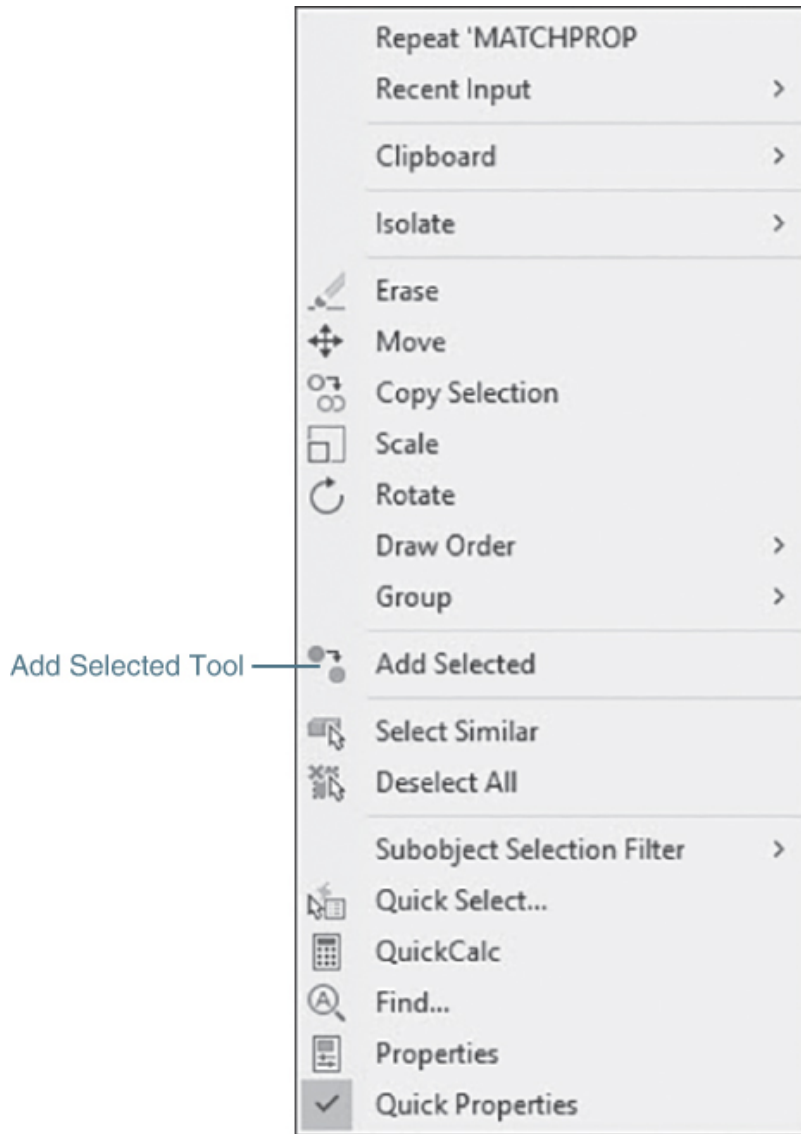 Repeat 'MATCHPROP
Recent Input
Clipboard
Isolate
Erase
Move
Copy Selection
Scale
Rotate
Draw Order
Group
Add Selected Tool
Add Selected
Select Similar
Deselect All
Subobject Selection Filter
Quick Select...
QuickCalc
Find...
Properties
Quick Properties